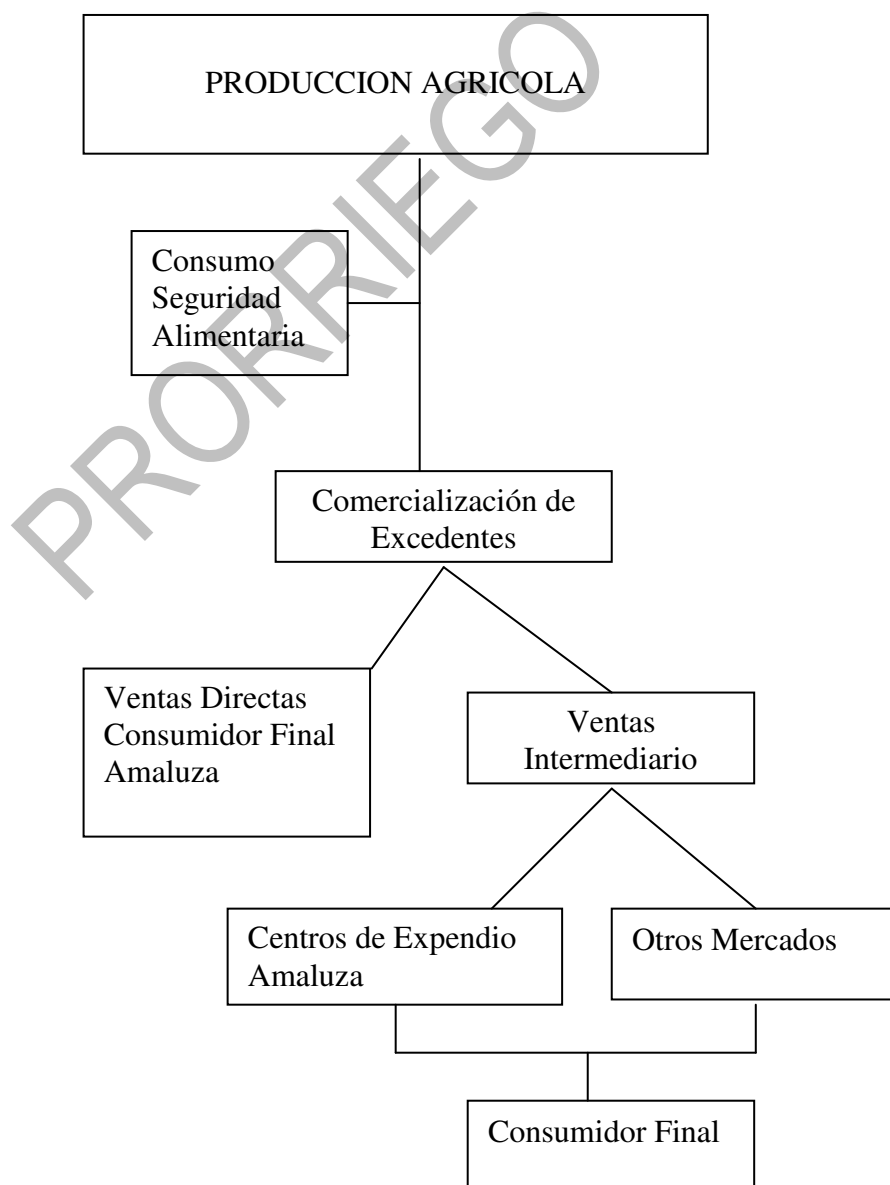 PRODUCCION AGRICOLA
PRORRIEGO
Consumo
Seguridad
Alimentaria
Comercialización de
Excedentes
Ventas Directas
Consumidor Final
Amaluza
Ventas
Intermediario
Centros de Expendio
Amaluza
Otros Mercados
Consumidor Final